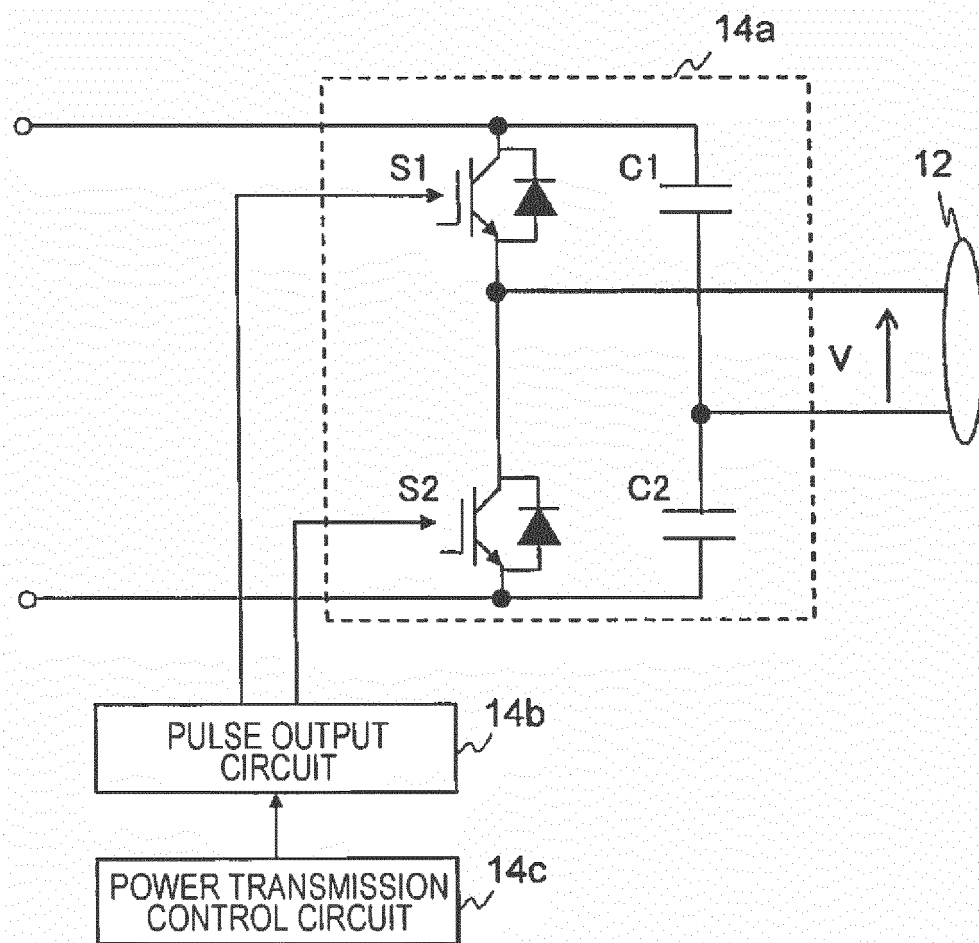 14a
S1
C1
12
V
S2
C2
PULSE OUTPUT
CIRCUIT
14b
POWER TRANSMISSION
CONTROL CIRCUIT
14c